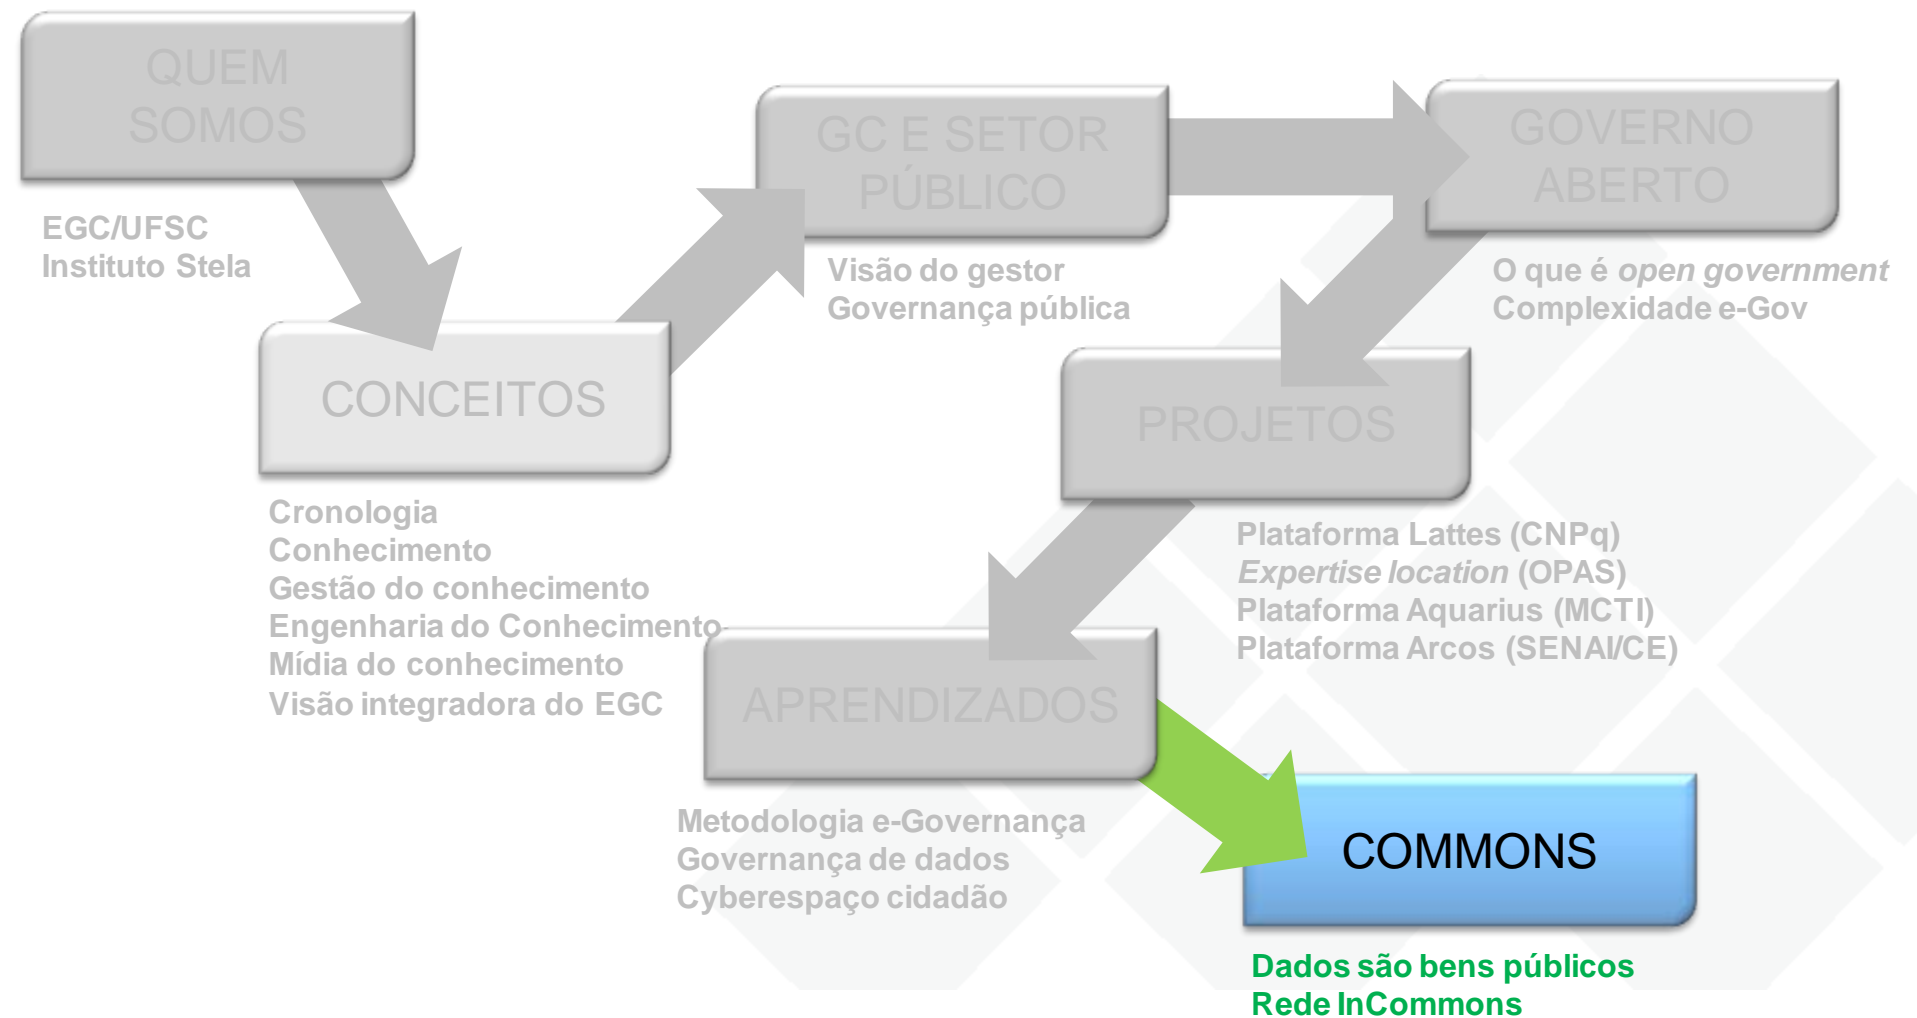 QUEM
SOMOS
EGC/UFSC
Instituto Stela
CONCEITOS
Cronologia
Conhecimento
Gestão do conhecimento
Engenharia do Conhecimento
Mídia do conhecimento
Visão integradora do EGC
GC E SETOR
PÚBLICO
Visão do gestor
Governança pública
GOVERNO
ABERTO
O que é open government
Complexidade e-Gov
PROJETOS
Plataforma Lattes (CNPq)
Expertise location (OPAS)
Plataforma Aquarius (MCTI)
Plataforma Arcos (SENAI/CE)
APRENDIZADOS
Metodologia e-Governança
Governança de dados
Cyberespaço cidadão
COMMONS
Dados são bens públicos
Rede InCommons